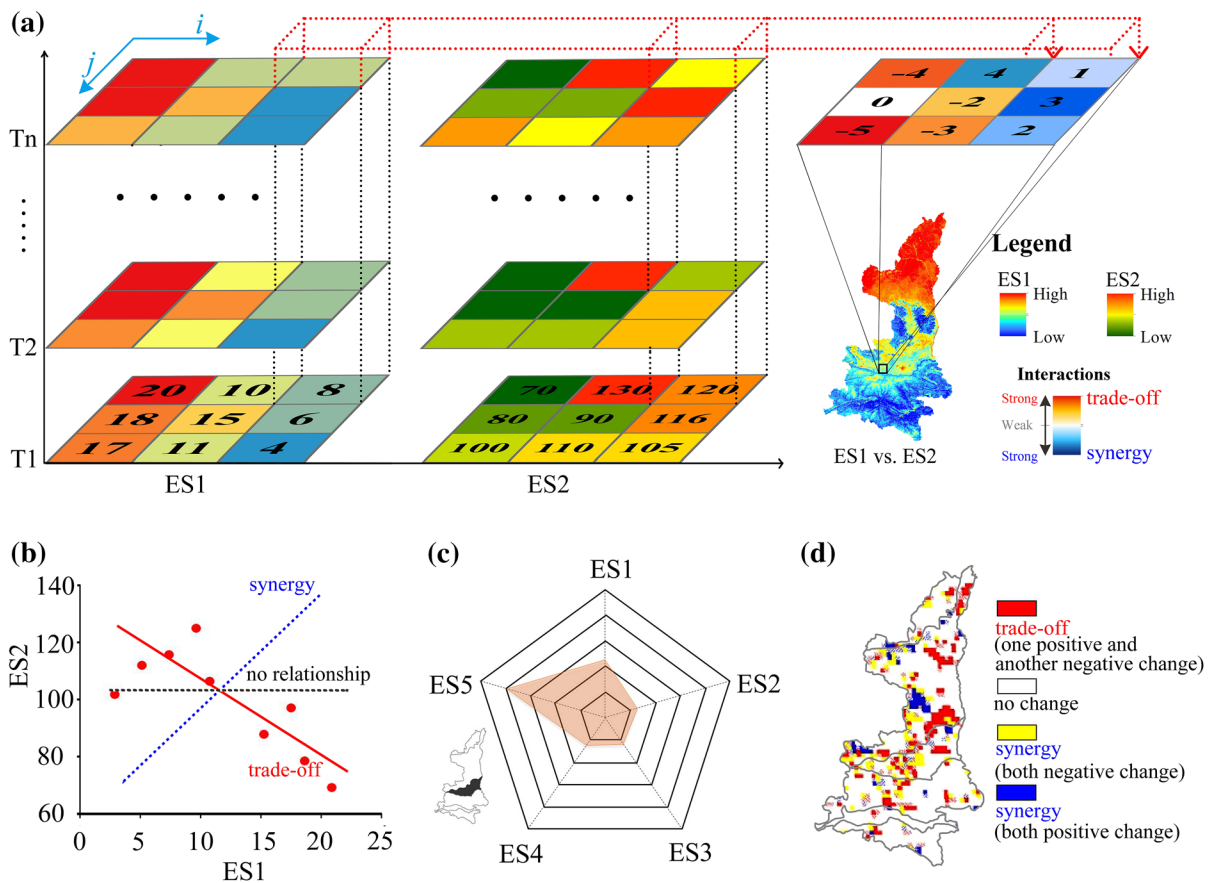 (a)
i
j
Tn
-4 4 1
0 -2 3
-5 -3 2
T2
T1
20 10 8
18 15 6
17 11 4
70 130 120
80 90 116
100 110 105
ES1
ES2
ES1 vs. ES2
Legend
ES1
High
Low
ES2
High
Low
Interactions
Strong
Weak
Strong
trade-off
synergy
(b)
140
120
100
80
60
0 5 10 15 20 25
ES2
ES1
synergy
no relationship
trade-off
(c)
ES1
ES2
ES3
ES4
ES5
(d)
trade-off
(one positive and
another negative change)
no change
synergy
(both negative change)
synergy
(both positive change)